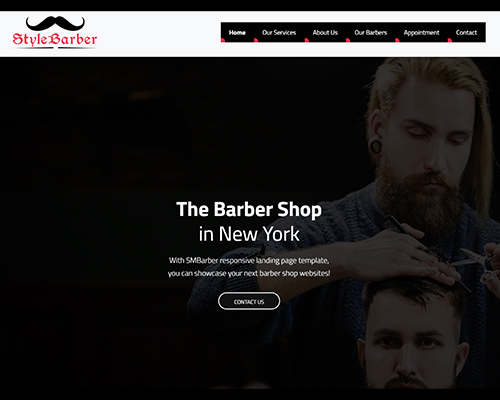 StyleBarber
Home Our Services About Us Our Barbers Appointment Contact
The Barber Shop
in New York
With SMBarber responsive landing page template,
you can showcase your next barber shop websites!
CONTACT US